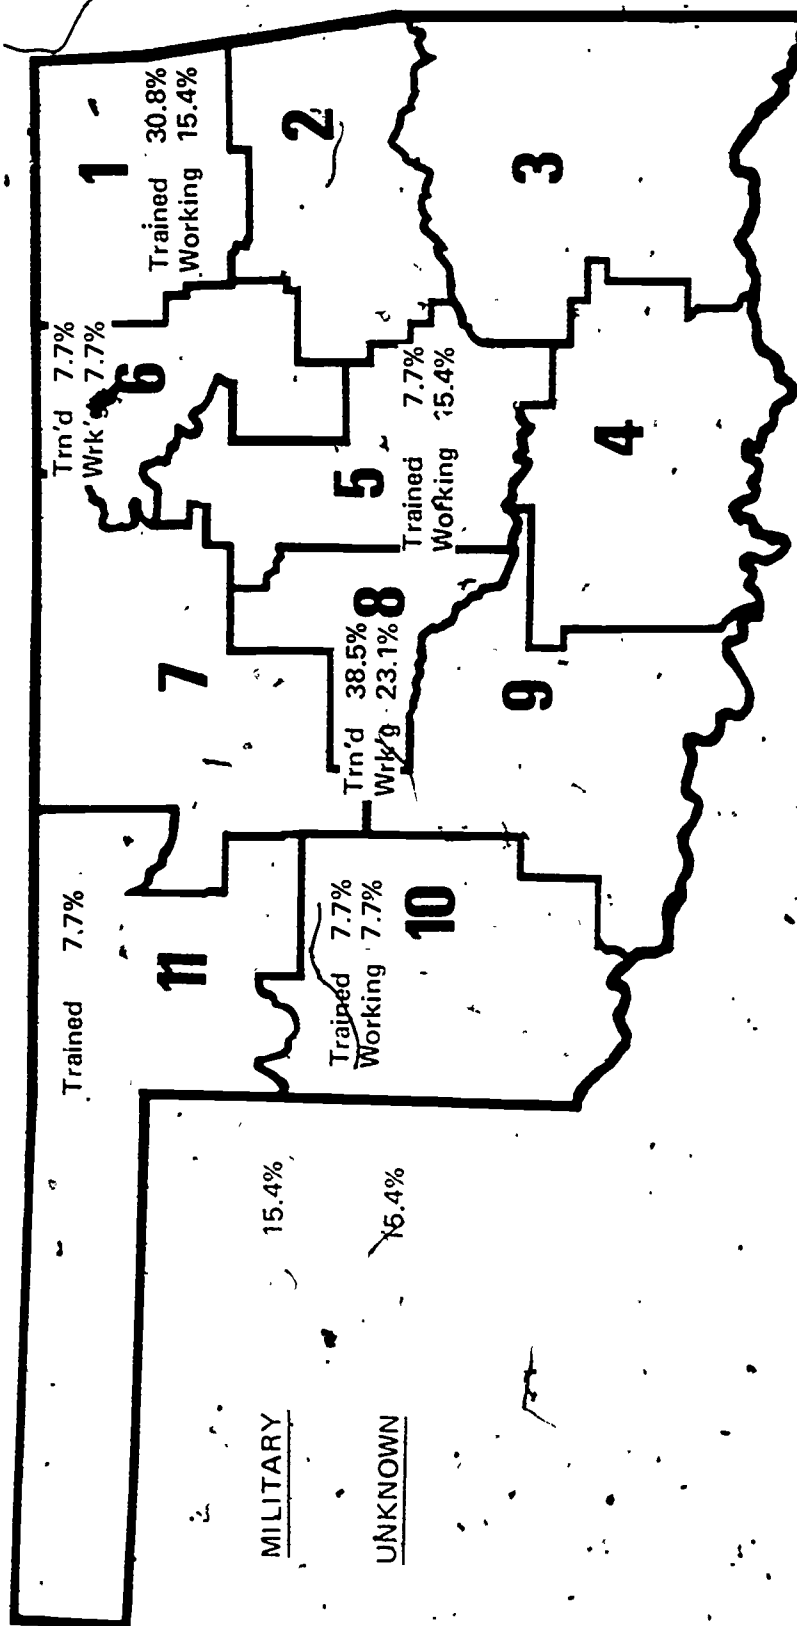 Trained 7.7%
11
Trn'd 7.7%
Wrk'g 7.7%
6
1
Trained 30.8%
Working 15.4%
7
2
8
Trn'd 38.5%
Wrk'g 23.1%
5
Trained 7.7%
Working 15.4%
Trained 7.7%
Working 7.7%
10
9
4
3
MILITARY 15.4%
UNKNOWN 15.4%